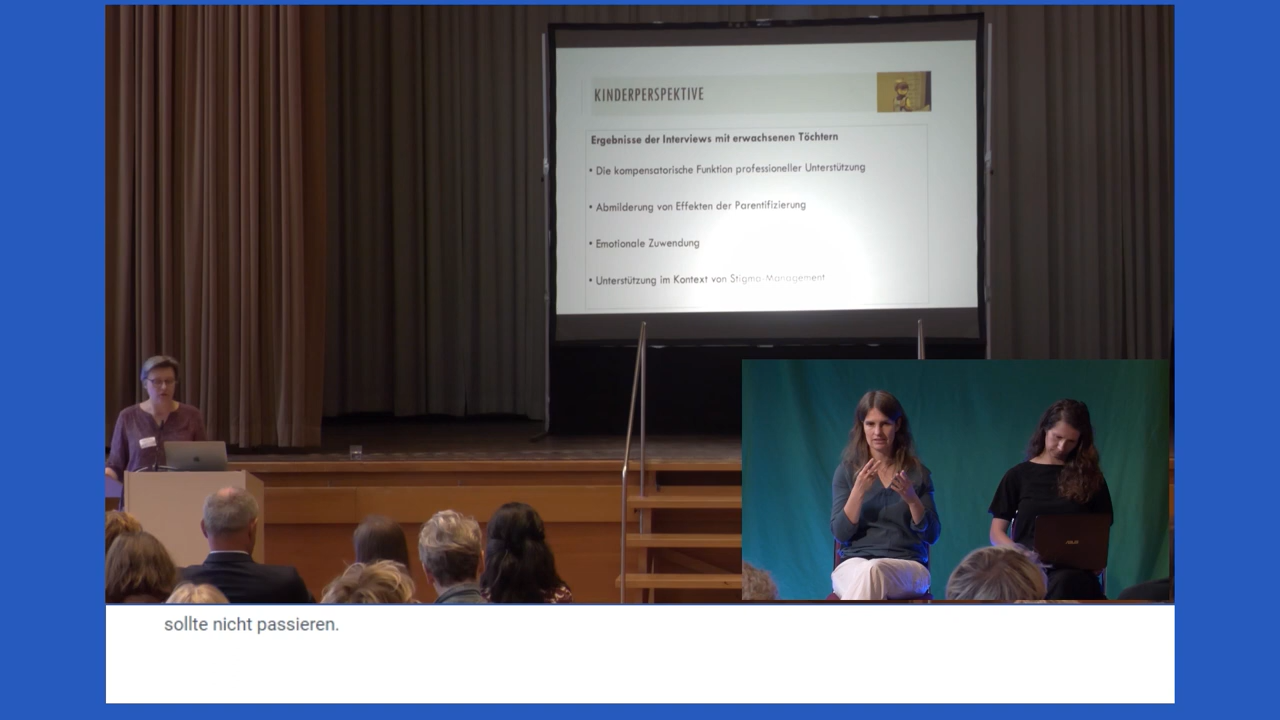 KINDERPERSPEKTIVE
Ergebnisse der Interviews mit erwachsenen Töchtern
• Die kompensatorische Funktion professioneller Unterstützung
• Abmilderung von Effekten der Parentifizierung
• Emotionale Zuwendung
• Unterstützung im Kontext von Stigma-Management
ASUS
sollte nicht passieren.